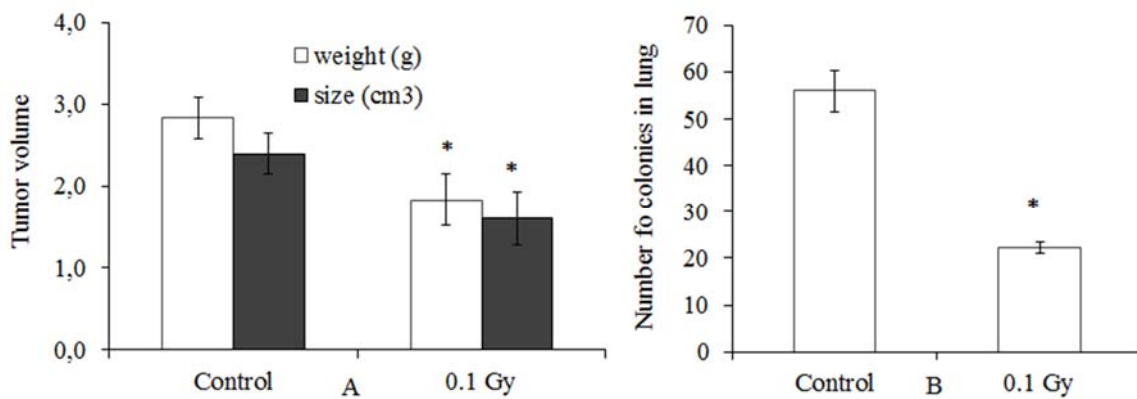 4,0
3,0
2,0
1,0
0,0
Tumor volume
weight (g)
size (cm3)
*
*
Control
A
0.1 Gy
70
60
50
40
30
20
10
0
Number fo colonies in lung
*
Control
B
0.1 Gy